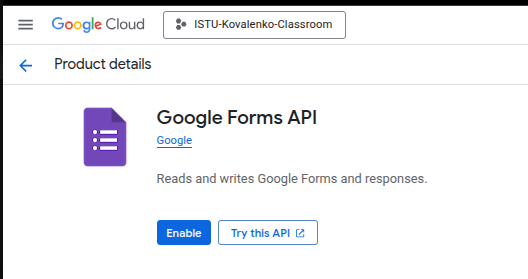 Google Cloud
ISTU-Kovalenko-Classroom
Product details
Google Forms API
Google
Reads and writes Google Forms and responses.
Enable
Try this API